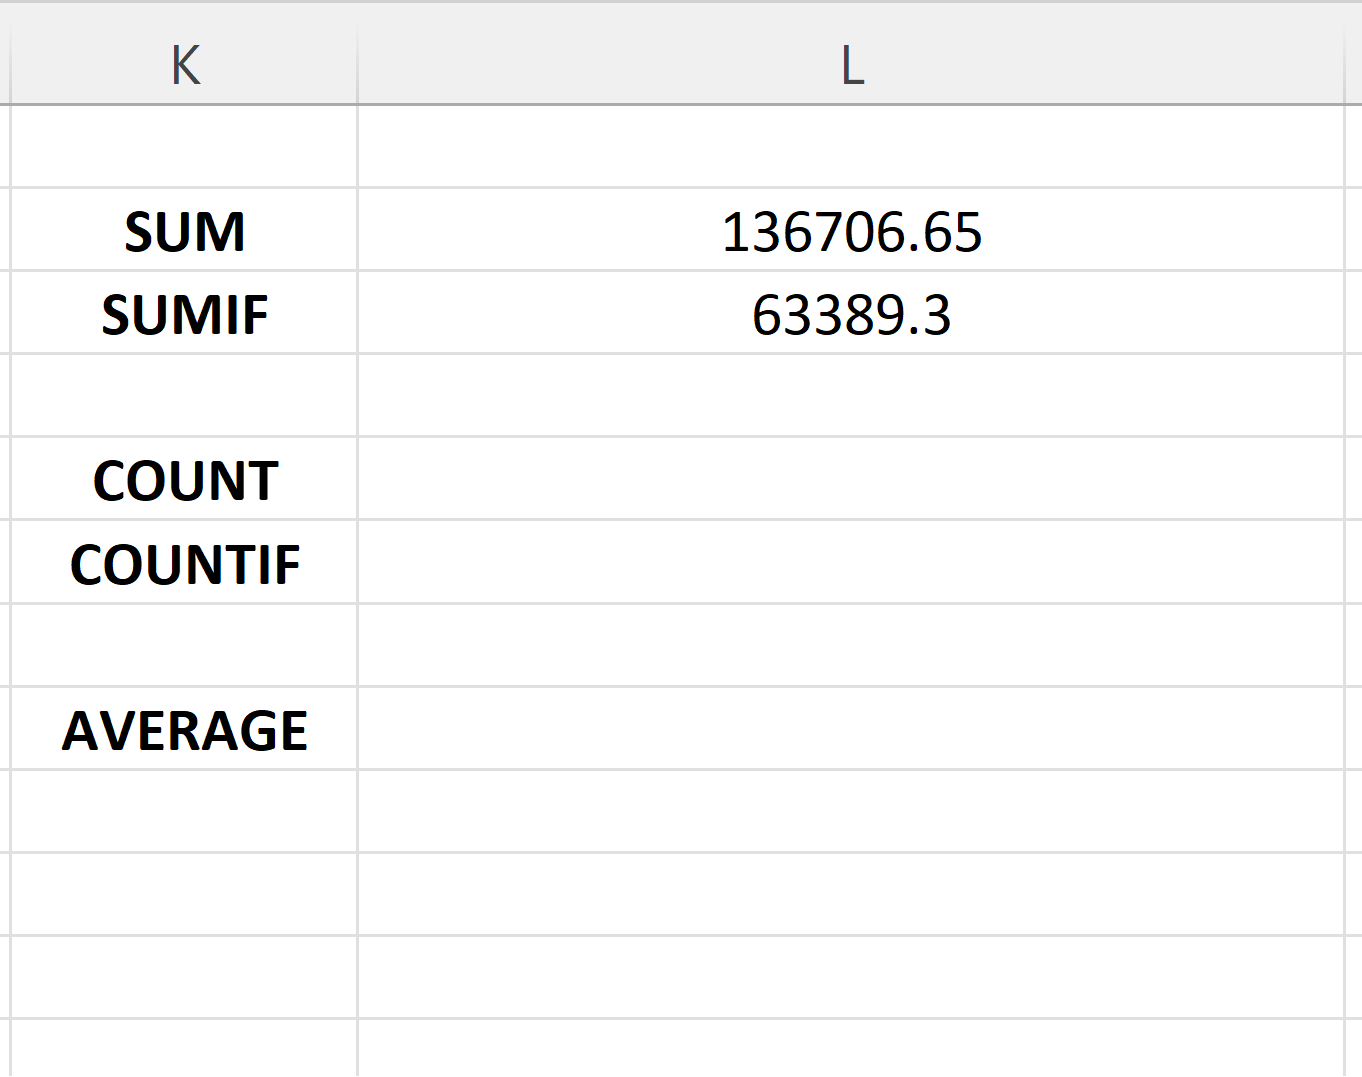 K L
SUM 136706.65
SUMIF 63389.3
COUNT
COUNTIF
AVERAGE